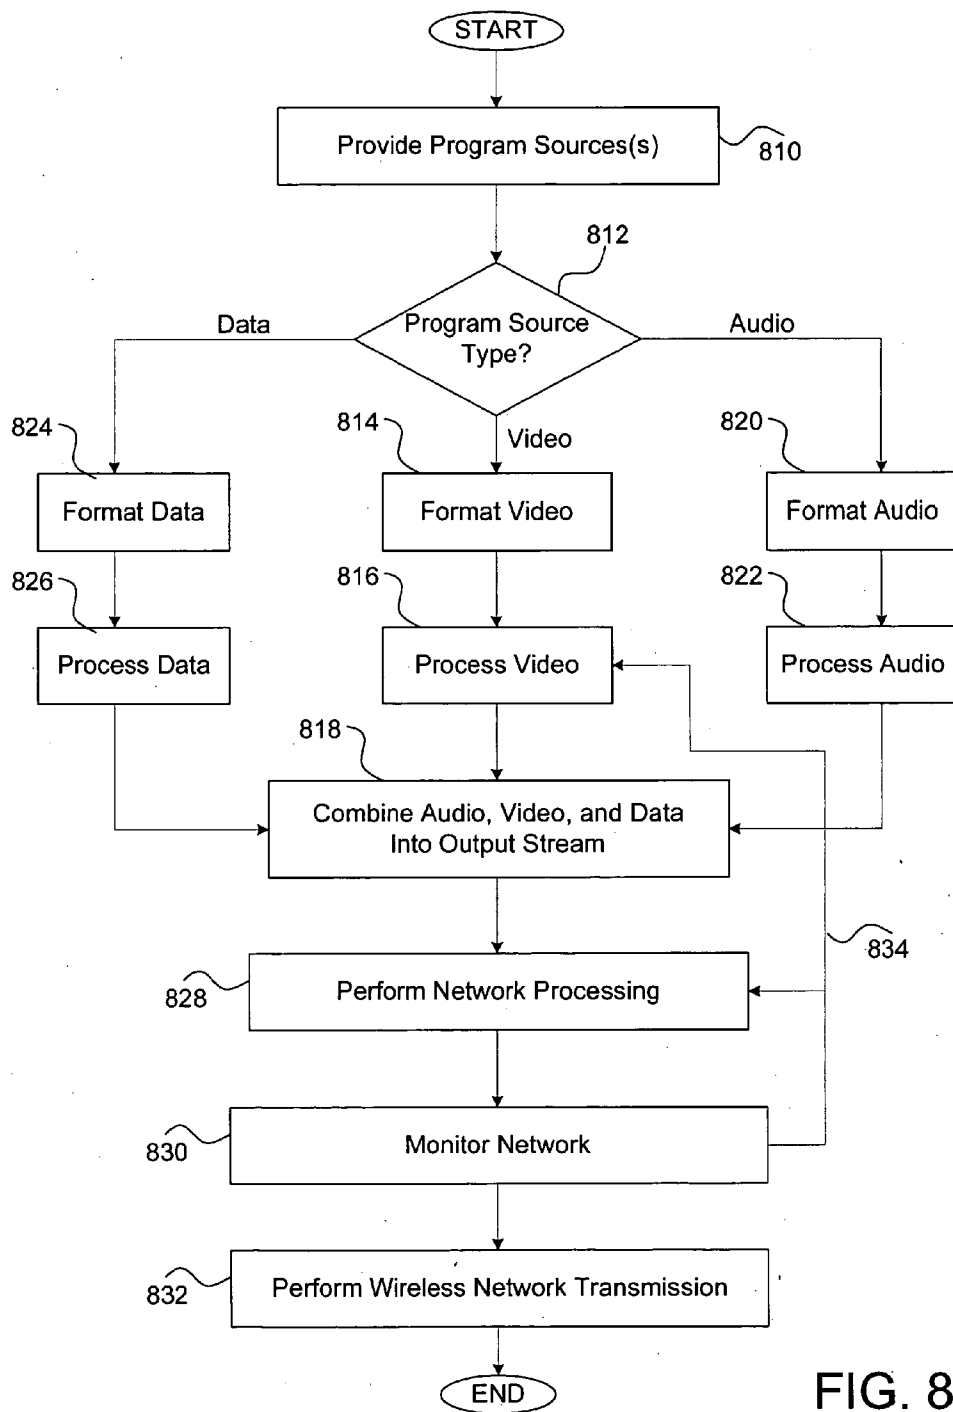 START
Provide Program Sources(s)
810
812
Program Source
Type?
Data
Audio
Video
824
814
820
Format Data
Format Video
Format Audio
826
816
822
Process Data
Process Video
Process Audio
818
Combine Audio, Video, and Data
Into Output Stream
834
828
Perform Network Processing
830
Monitor Network
832
Perform Wireless Network Transmission
END
FIG. 8